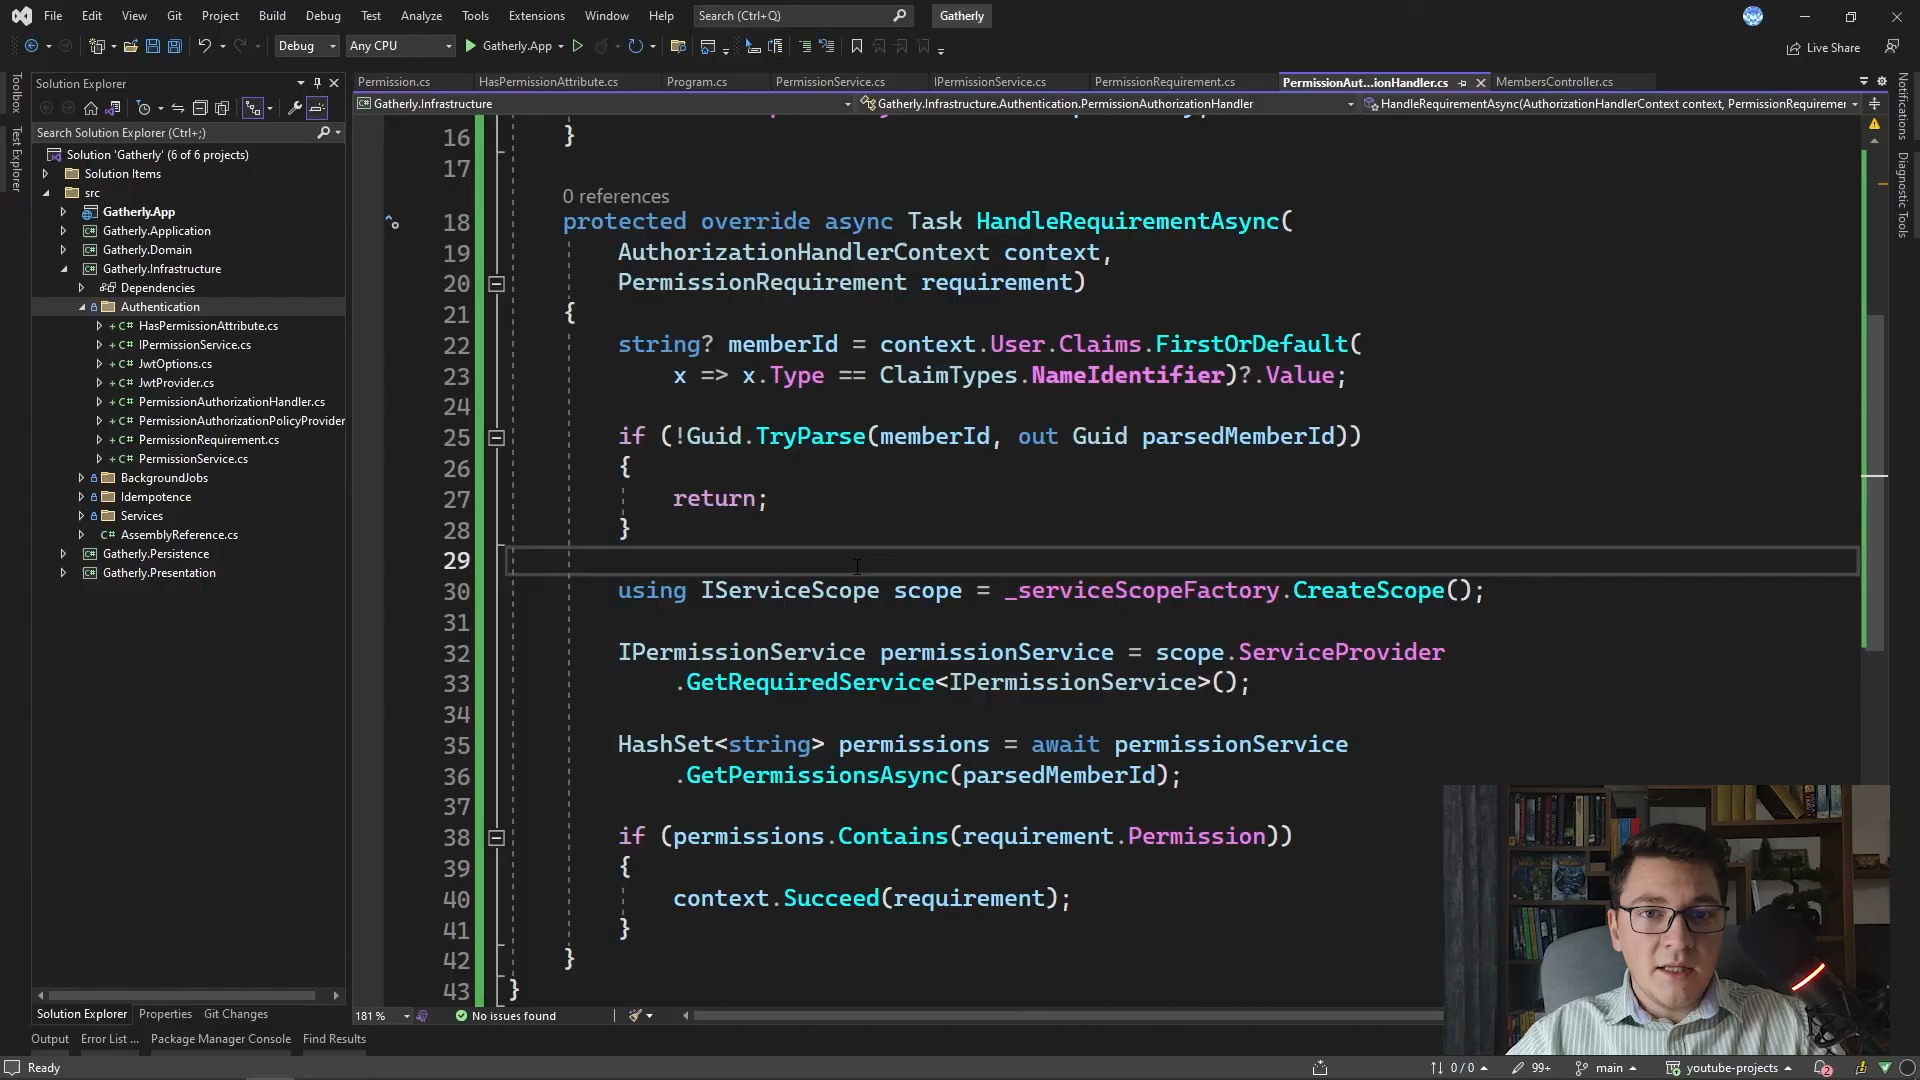 File Edit View Git Project Build Debug Test Analyze Tools Extensions Window Help Search (Ctrl+Q) Gatherly
Debug Any CPU Gatherly.App Live Share
Toolbox
Test Explorer
Solution Explorer
Search Solution Explorer (Ctrl+;)
Solution 'Gatherly' (6 of 6 projects)
Solution Items
src
Gatherly.App
Gatherly.Application
Gatherly.Domain
Gatherly.Infrastructure
Dependencies
Authentication
C# HasPermissionAttribute.cs
C# IPermissionService.cs
C# JwtOptions.cs
C# JwtProvider.cs
C# PermissionAuthorizationHandler.cs
C# PermissionAuthorizationPolicyProvider
C# PermissionRequirement.cs
C# PermissionService.cs
BackgroundJobs
Idempotence
Services
C# AssemblyReference.cs
Gatherly.Persistence
Gatherly.Presentation
Solution Explorer Properties Git Changes
Permission.cs HasPermissionAttribute.cs Program.cs PermissionService.cs IPermissionService.cs PermissionRequirement.cs PermissionAut...ionHandler.cs MembersController.cs
Gatherly.Infrastructure Gatherly.Infrastructure.Authentication.PermissionAuthorizationHandler HandleRequirementAsync(AuthorizationHandlerContext context, PermissionRequiremer
16 }
17
0 references
18 protected override async Task HandleRequirementAsync(
19 AuthorizationHandlerContext context,
20 PermissionRequirement requirement)
21 {
22 string? memberId = context.User.Claims.FirstOrDefault(
23 x => x.Type == ClaimTypes.NameIdentifier)?.Value;
24
25 if (!Guid.TryParse(memberId, out Guid parsedMemberId))
26 {
27 return;
28 }
29
30 using IServiceScope scope = _serviceScopeFactory.CreateScope();
31
32 IPermissionService permissionService = scope.ServiceProvider
33 .GetRequiredService<IPermissionService>();
34
35 HashSet<string> permissions = await permissionService
36 .GetPermissionsAsync(parsedMemberId);
37
38 if (permissions.Contains(requirement.Permission))
39 {
40 context.Succeed(requirement);
41 }
42 }
43 }
181 % No issues found
Notifications
Diagnostic Tools
Output Error List ... Package Manager Console Find Results
Ready 0 / 0 99+ main youtube-projects 2